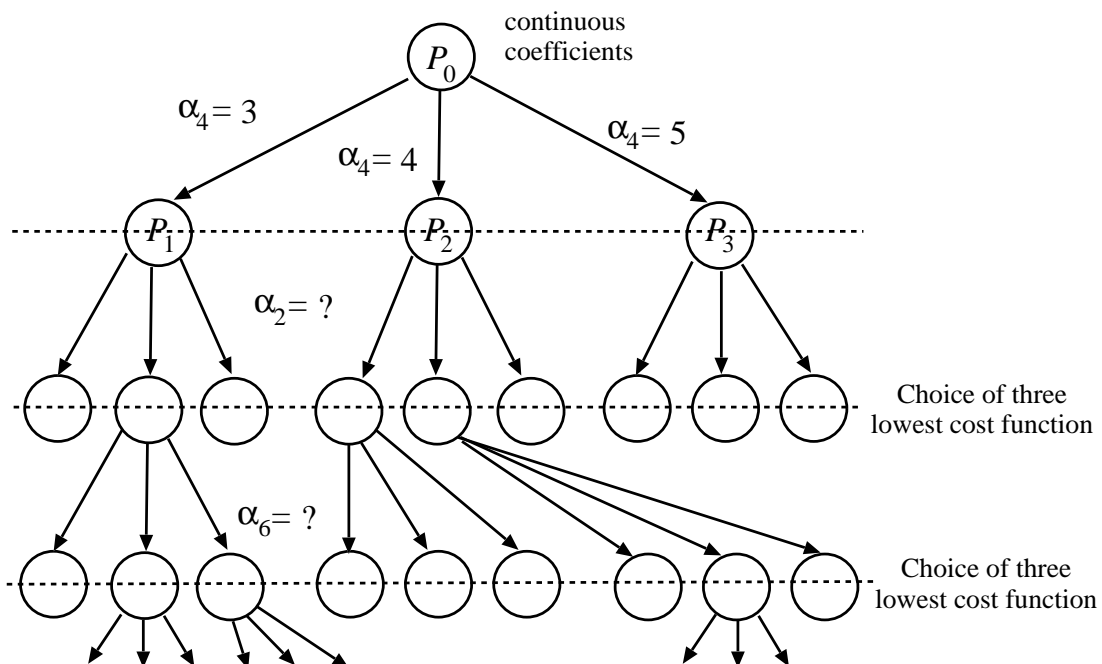 continuous
coefficients
P0
α4= 3
α4= 4
α4= 5
P1
P2
P3
α2= ?
Choice of three
lowest cost function
α6= ?
Choice of three
lowest cost function